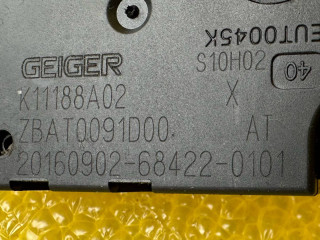 EUT0045K
GEIGER S10H02 40
K11188A02 X
ZBAT0091D00 AT
20160902-68422-0101